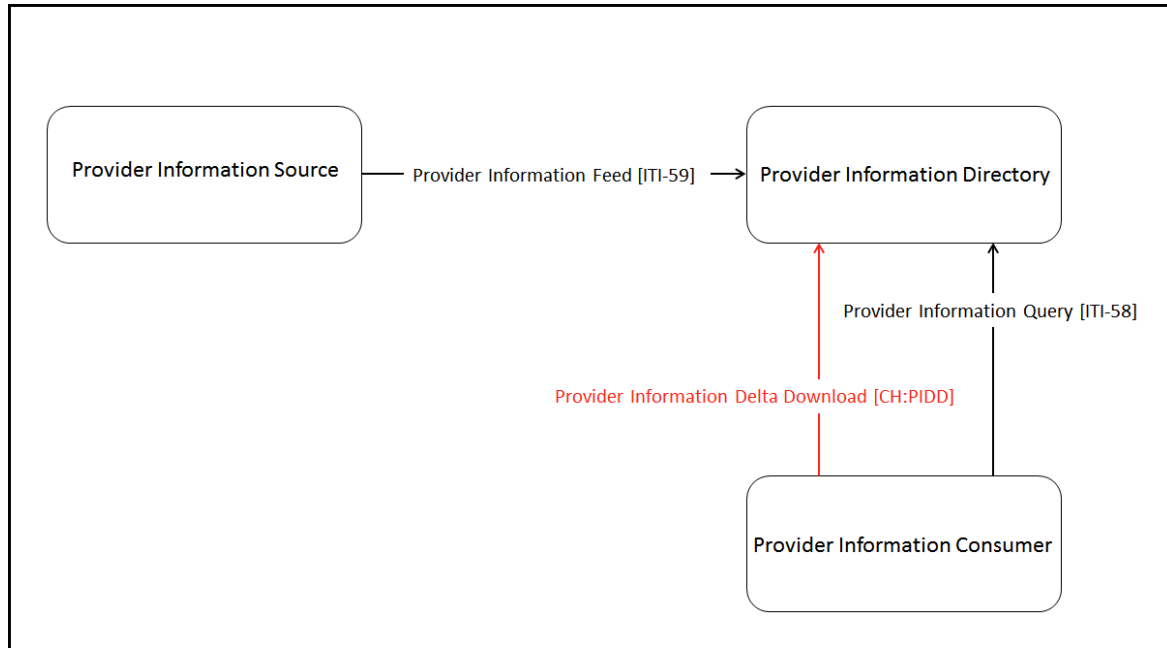 Provider Information Source
Provider Information Feed [ITI-59]
Provider Information Directory
Provider Information Query [ITI-58]
Provider Information Delta Download [CH:PIDD]
Provider Information Consumer